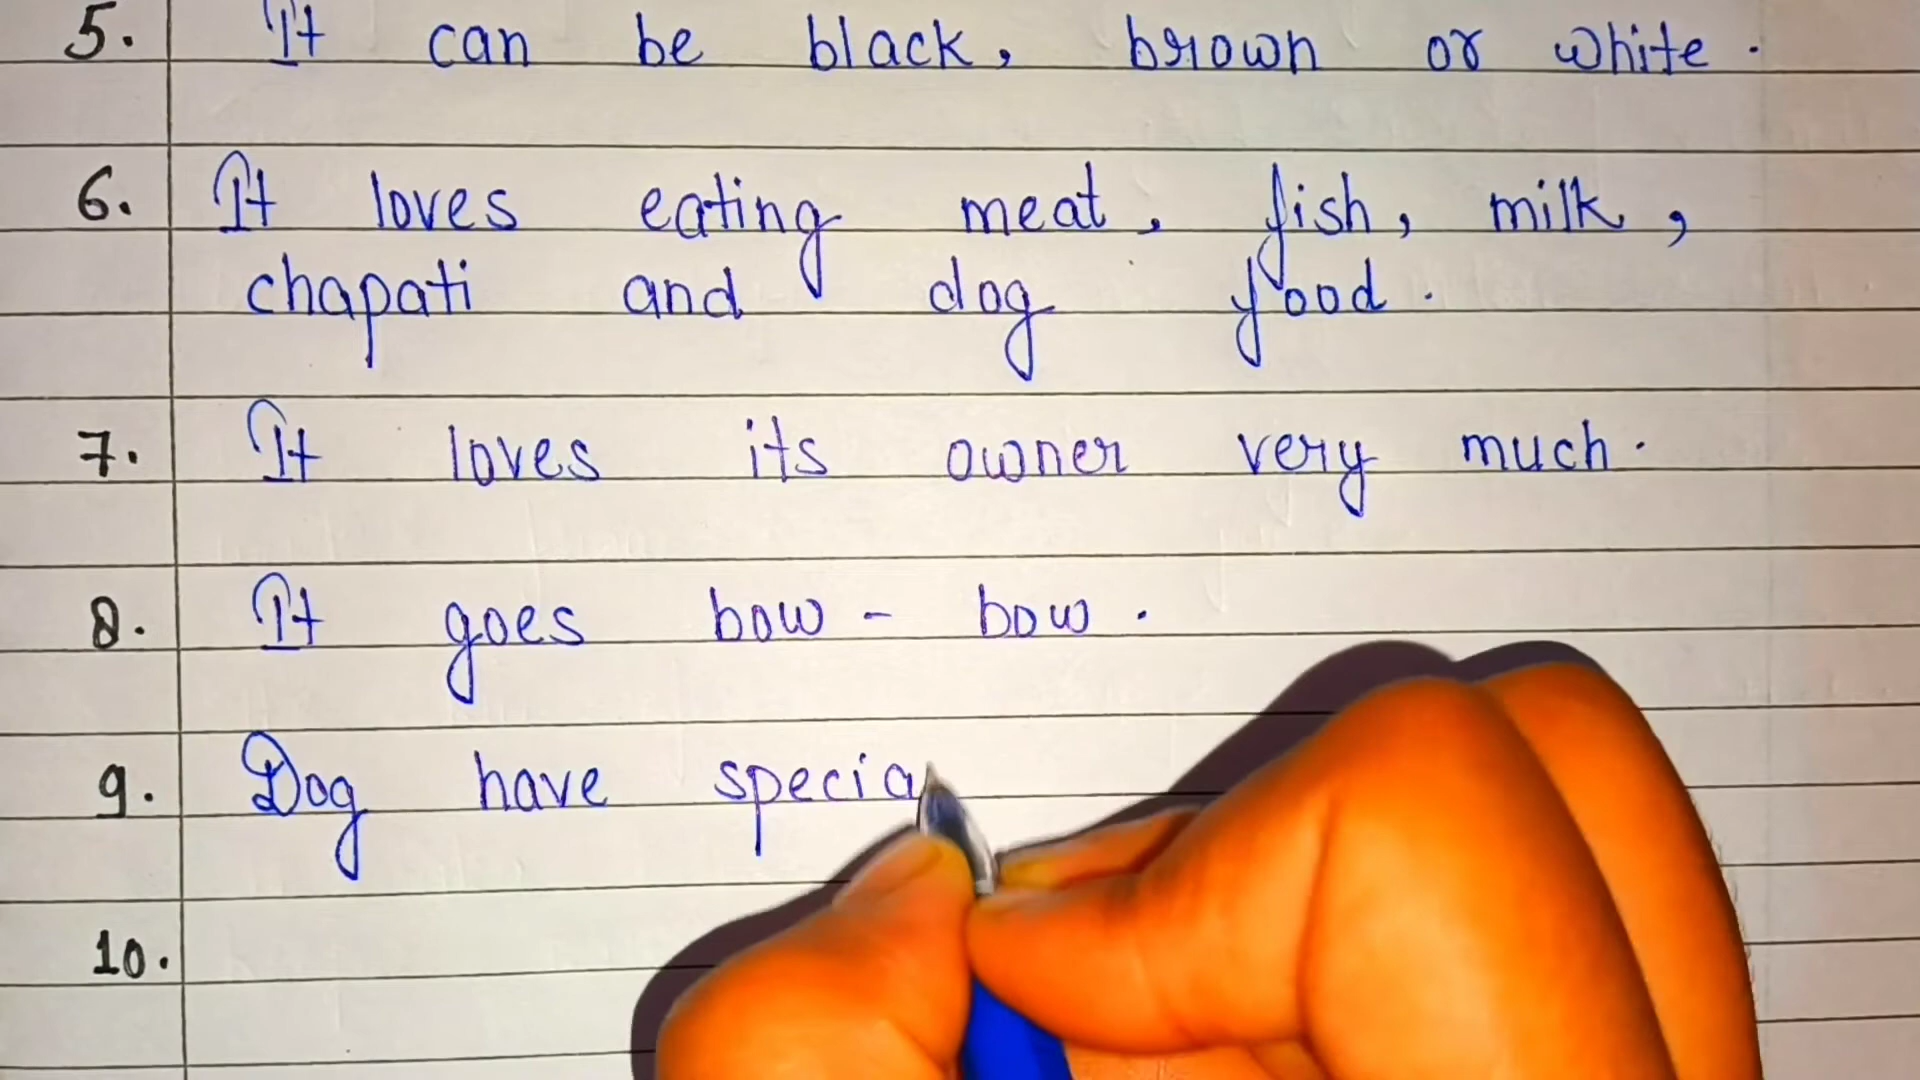 5. It can be black, brown or white.
6. It loves eating meat, fish, milk,
chapati and dog food.
7. It loves its owner very much.
8. It goes bow - bow.
9. Dog have specia
10.